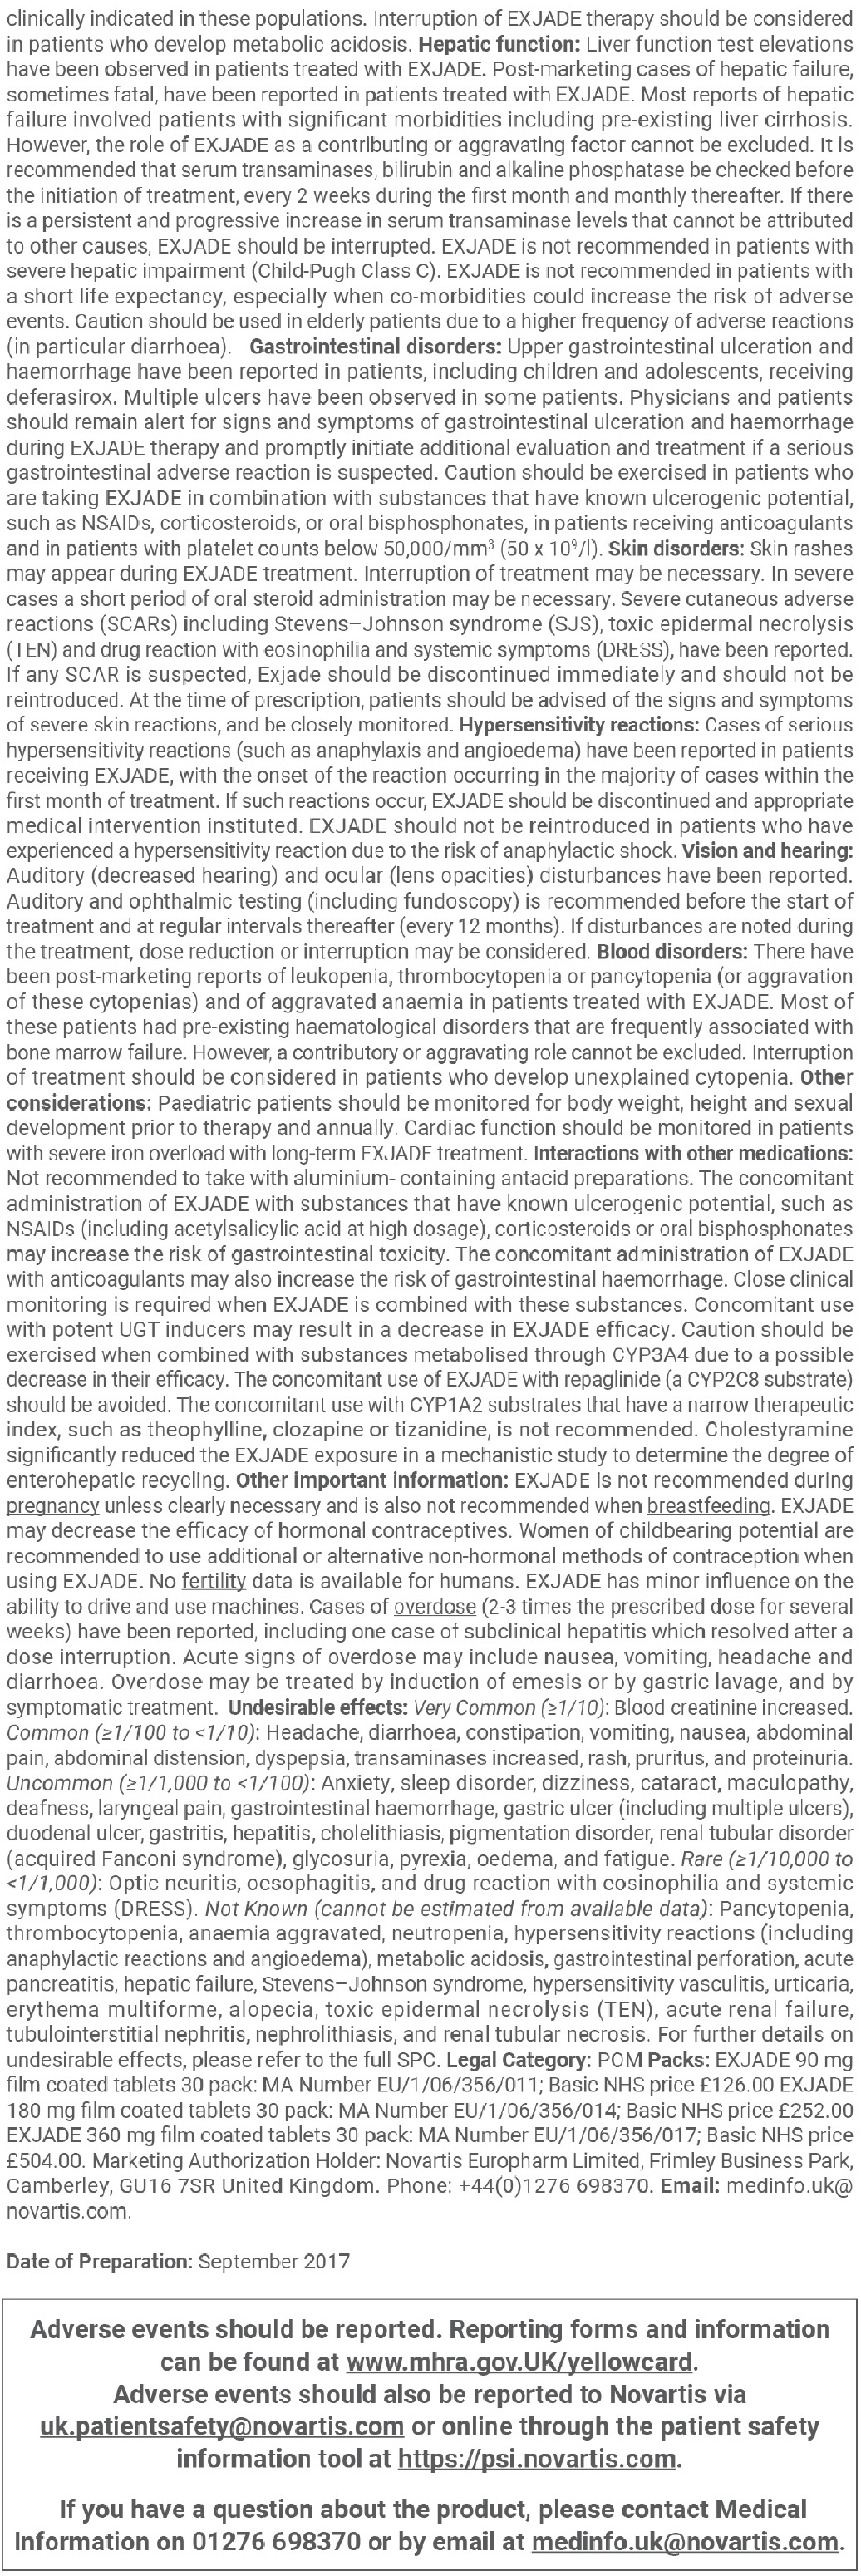 clinically indicated in these populations. Interruption of EXJADE therapy should be considered
in patients who develop metabolic acidosis. Hepatic function: Liver function test elevations
have been observed in patients treated with EXJADE. Post-marketing cases of hepatic failure,
sometimes fatal, have been reported in patients treated with EXJADE. Most reports of hepatic
failure involved patients with significant morbidities including pre-existing liver cirrhosis.
However, the role of EXJADE as a contributing or aggravating factor cannot be excluded. It is
recommended that serum transaminases, bilirubin and alkaline phosphatase be checked before
the initiation of treatment, every 2 weeks during the first month and monthly thereafter. If there
is a persistent and progressive increase in serum transaminase levels that cannot be attributed
to other causes, EXJADE should be interrupted. EXJADE is not recommended in patients with
severe hepatic impairment (Child-Pugh Class C). EXJADE is not recommended in patients with
a short life expectancy, especially when co-morbidities could increase the risk of adverse
events. Caution should be used in elderly patients due to a higher frequency of adverse reactions
(in particular diarrhoea). Gastrointestinal disorders: Upper gastrointestinal ulceration and
haemorrhage have been reported in patients, including children and adolescents, receiving
deferasirox. Multiple ulcers have been observed in some patients. Physicians and patients
should remain alert for signs and symptoms of gastrointestinal ulceration and haemorrhage
during EXJADE therapy and promptly initiate additional evaluation and treatment if a serious
gastrointestinal adverse reaction is suspected. Caution should be exercised in patients who
are taking EXJADE in combination with substances that have known ulcerogenic potential,
such as NSAIDs, corticosteroids, or oral bisphosphonates, in patients receiving anticoagulants
and in patients with platelet counts below 50,000/mm³ (50 x 10⁹/l). Skin disorders: Skin rashes
may appear during EXJADE treatment. Interruption of treatment may be necessary. In severe
cases a short period of oral steroid administration may be necessary. Severe cutaneous adverse
reactions (SCARs) including Stevens–Johnson syndrome (SJS), toxic epidermal necrolysis
(TEN) and drug reaction with eosinophilia and systemic symptoms (DRESS), have been reported.
If any SCAR is suspected, Exjade should be discontinued immediately and should not be
reintroduced. At the time of prescription, patients should be advised of the signs and symptoms
of severe skin reactions, and be closely monitored. Hypersensitivity reactions: Cases of serious
hypersensitivity reactions (such as anaphylaxis and angioedema) have been reported in patients
receiving EXJADE, with the onset of the reaction occurring in the majority of cases within the
first month of treatment. If such reactions occur, EXJADE should be discontinued and appropriate
medical intervention instituted. EXJADE should not be reintroduced in patients who have
experienced a hypersensitivity reaction due to the risk of anaphylactic shock. Vision and hearing:
Auditory (decreased hearing) and ocular (lens opacities) disturbances have been reported.
Auditory and ophthalmic testing (including fundoscopy) is recommended before the start of
treatment and at regular intervals thereafter (every 12 months). If disturbances are noted during
the treatment, dose reduction or interruption may be considered. Blood disorders: There have
been post-marketing reports of leukopenia, thrombocytopenia or pancytopenia (or aggravation
of these cytopenias) and of aggravated anaemia in patients treated with EXJADE. Most of
these patients had pre-existing haematological disorders that are frequently associated with
bone marrow failure. However, a contributory or aggravating role cannot be excluded. Interruption
of treatment should be considered in patients who develop unexplained cytopenia. Other
considerations: Paediatric patients should be monitored for body weight, height and sexual
development prior to therapy and annually. Cardiac function should be monitored in patients
with severe iron overload with long-term EXJADE treatment. Interactions with other medications:
Not recommended to take with aluminium- containing antacid preparations. The concomitant
administration of EXJADE with substances that have known ulcerogenic potential, such as
NSAIDs (including acetylsalicylic acid at high dosage), corticosteroids or oral bisphosphonates
may increase the risk of gastrointestinal toxicity. The concomitant administration of EXJADE
with anticoagulants may also increase the risk of gastrointestinal haemorrhage. Close clinical
monitoring is required when EXJADE is combined with these substances. Concomitant use
with potent UGT inducers may result in a decrease in EXJADE efficacy. Caution should be
exercised when combined with substances metabolised through CYP3A4 due to a possible
decrease in their efficacy. The concomitant use of EXJADE with repaglinide (a CYP2C8 substrate)
should be avoided. The concomitant use with CYP1A2 substrates that have a narrow therapeutic
index, such as theophylline, clozapine or tizanidine, is not recommended. Cholestyramine
significantly reduced the EXJADE exposure in a mechanistic study to determine the degree of
enterohepatic recycling. Other important information: EXJADE is not recommended during
pregnancy unless clearly necessary and is also not recommended when breastfeeding. EXJADE
may decrease the efficacy of hormonal contraceptives. Women of childbearing potential are
recommended to use additional or alternative non-hormonal methods of contraception when
using EXJADE. No fertility data is available for humans. EXJADE has minor influence on the
ability to drive and use machines. Cases of overdose (2-3 times the prescribed dose for several
weeks) have been reported, including one case of subclinical hepatitis which resolved after a
dose interruption. Acute signs of overdose may include nausea, vomiting, headache and
diarrhoea. Overdose may be treated by induction of emesis or by gastric lavage, and by
symptomatic treatment. Undesirable effects: Very Common (≥1/10): Blood creatinine increased.
Common (≥1/100 to <1/10): Headache, diarrhoea, constipation, vomiting, nausea, abdominal
pain, abdominal distension, dyspepsia, transaminases increased, rash, pruritus, and proteinuria.
Uncommon (≥1/1,000 to <1/100): Anxiety, sleep disorder, dizziness, cataract, maculopathy,
deafness, laryngeal pain, gastrointestinal haemorrhage, gastric ulcer (including multiple ulcers),
duodenal ulcer, gastritis, hepatitis, cholelithiasis, pigmentation disorder, renal tubular disorder
(acquired Fanconi syndrome), glycosuria, pyrexia, oedema, and fatigue. Rare (≥1/10,000 to
<1/1,000): Optic neuritis, oesophagitis, and drug reaction with eosinophilia and systemic
symptoms (DRESS). Not Known (cannot be estimated from available data): Pancytopenia,
thrombocytopenia, anaemia aggravated, neutropenia, hypersensitivity reactions (including
anaphylactic reactions and angioedema), metabolic acidosis, gastrointestinal perforation, acute
pancreatitis, hepatic failure, Stevens–Johnson syndrome, hypersensitivity vasculitis, urticaria,
erythema multiforme, alopecia, toxic epidermal necrolysis (TEN), acute renal failure,
tubulointerstitial nephritis, nephrolithiasis, and renal tubular necrosis. For further details on
undesirable effects, please refer to the full SPC. Legal Category: POM Packs: EXJADE 90 mg
film coated tablets 30 pack: MA Number EU/1/06/356/011; Basic NHS price £126.00 EXJADE
180 mg film coated tablets 30 pack: MA Number EU/1/06/356/014; Basic NHS price £252.00
EXJADE 360 mg film coated tablets 30 pack: MA Number EU/1/06/356/017; Basic NHS price
£504.00. Marketing Authorization Holder: Novartis Europharm Limited, Frimley Business Park,
Camberley, GU16 7SR United Kingdom. Phone: +44(0)1276 698370. Email: medinfo.uk@
novartis.com.
Date of Preparation: September 2017
Adverse events should be reported. Reporting forms and information
can be found at www.mhra.gov.UK/yellowcard.
Adverse events should also be reported to Novartis via
uk.patientsafety@novartis.com or online through the patient safety
information tool at https://psi.novartis.com.
If you have a question about the product, please contact Medical
Information on 01276 698370 or by email at medinfo.uk@novartis.com.